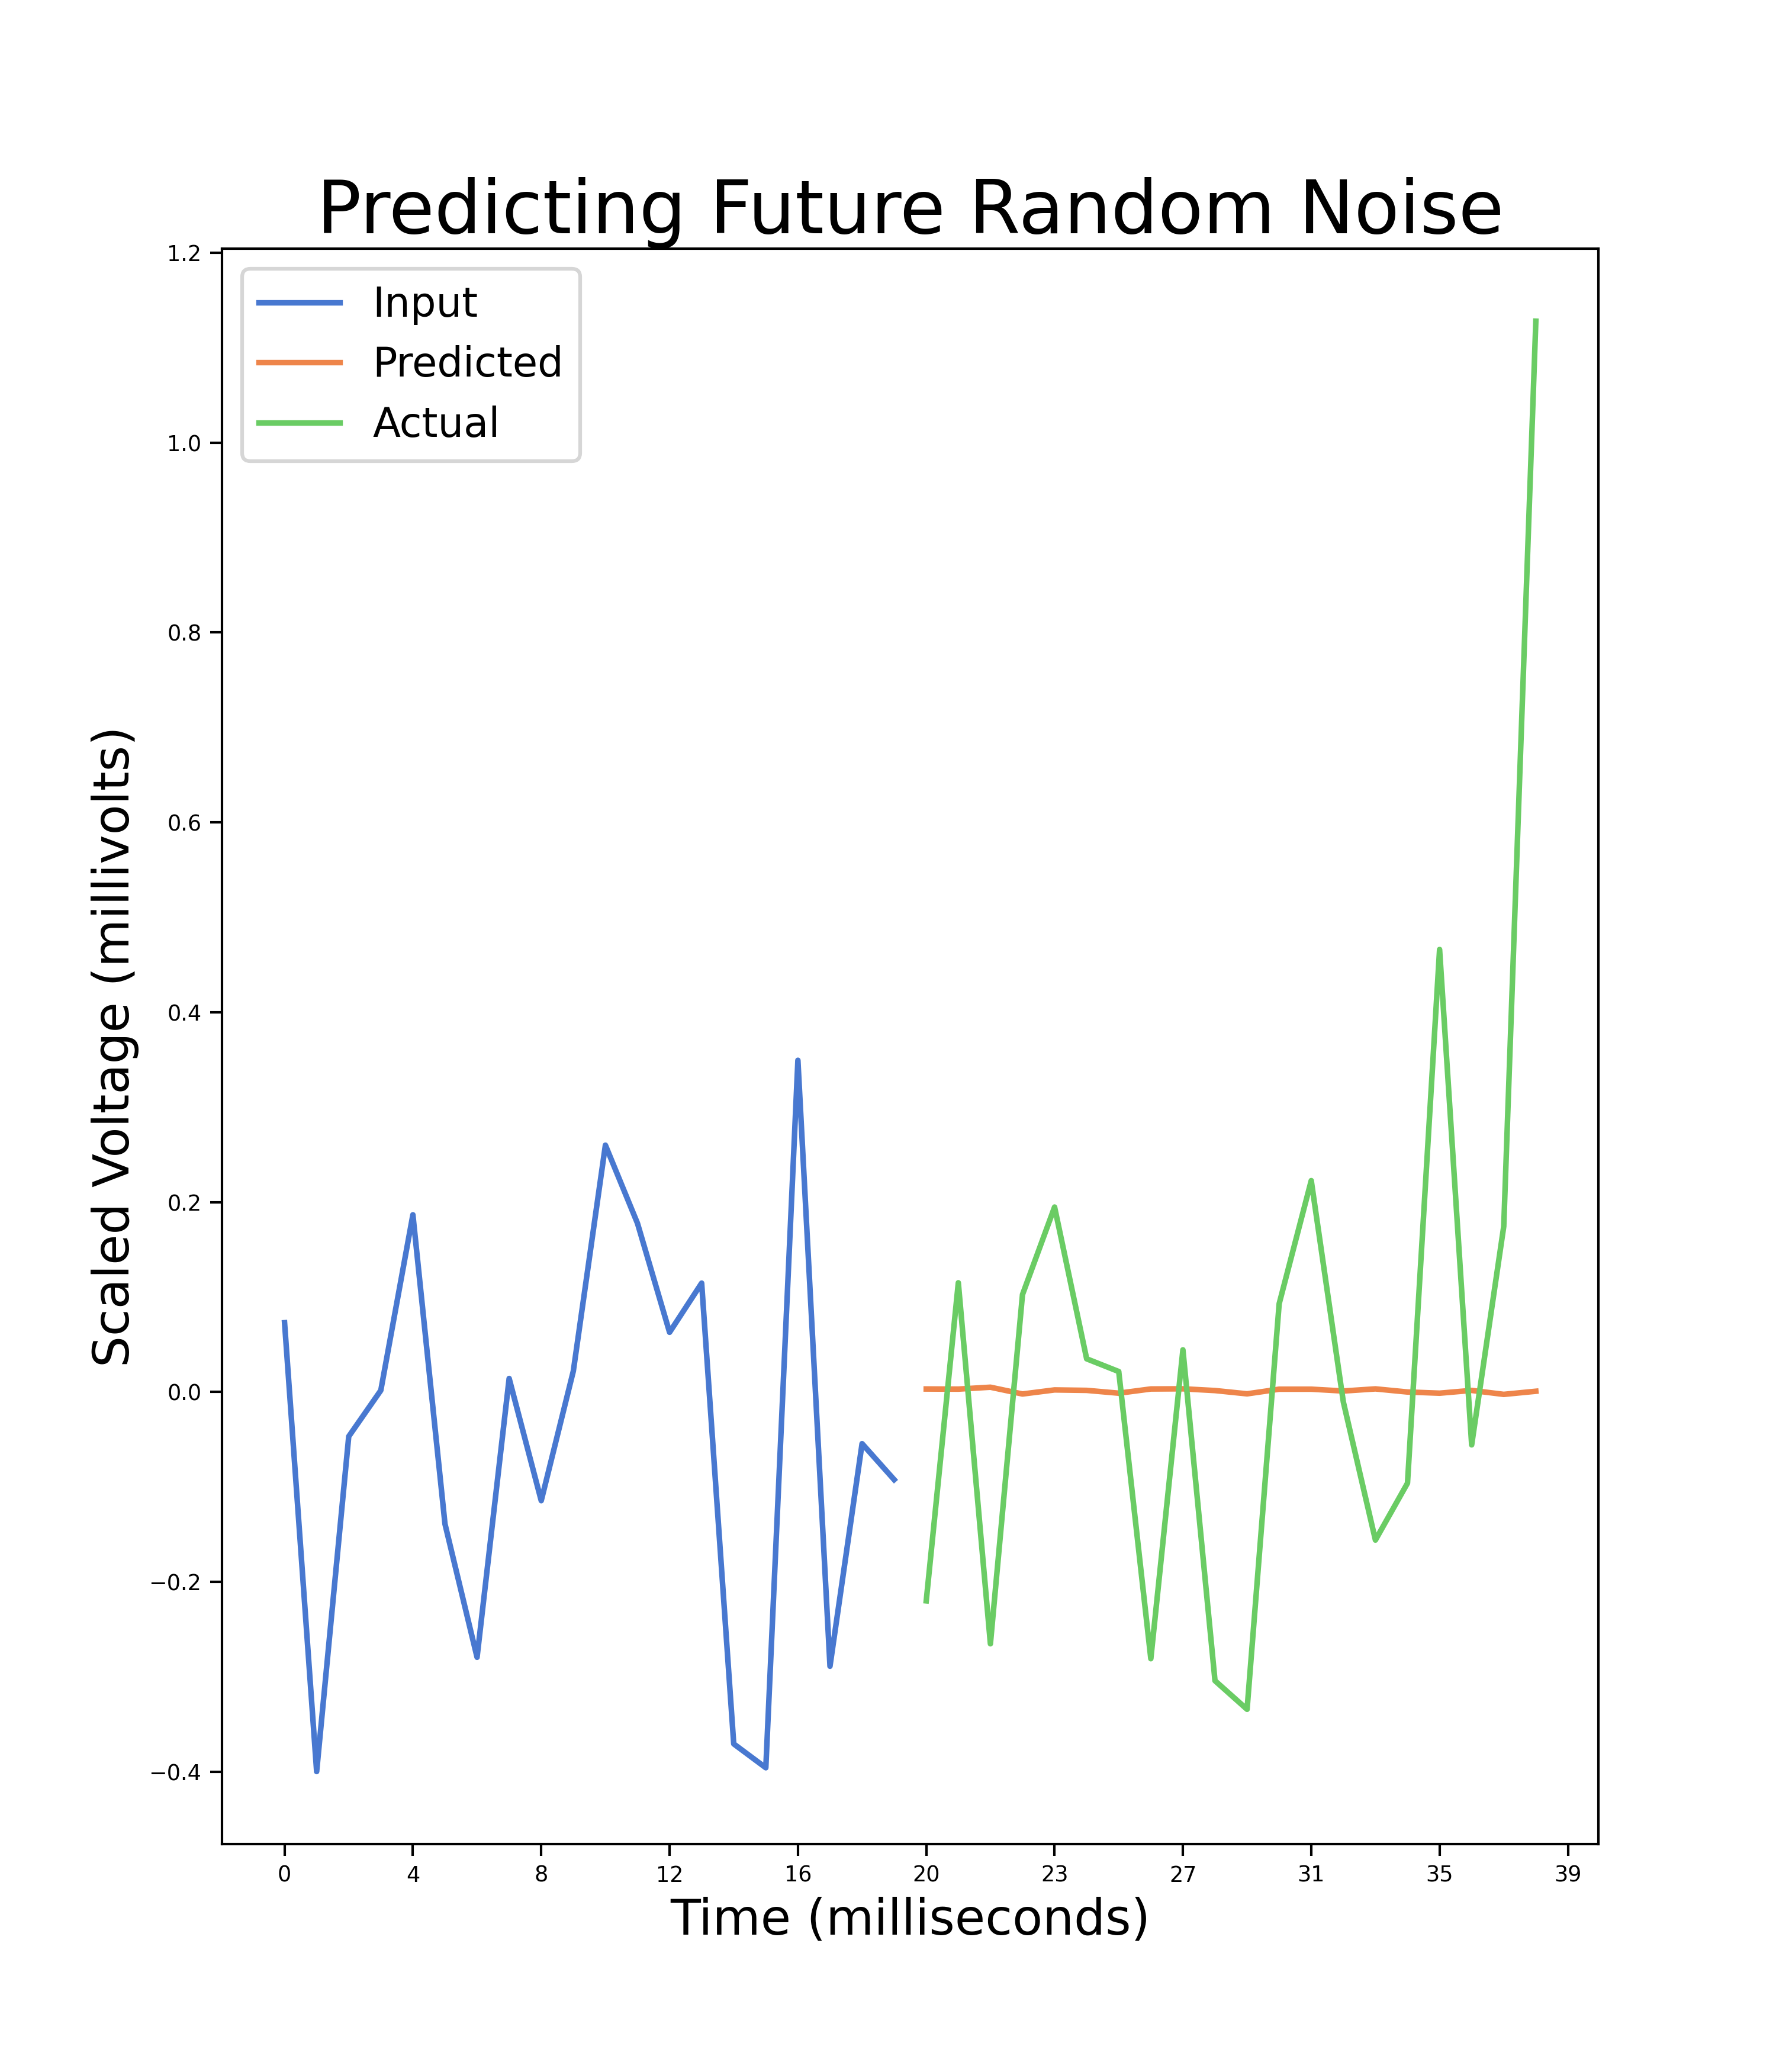 Predicting Future Random Noise
Input
Predicted
Actual
1.2
1.0
0.8
0.6
0.4
0.2
0.0
−0.2
−0.4
Scaled Voltage (millivolts)
0 4 8 12 16 20 23 27 31 35 39
Time (milliseconds)